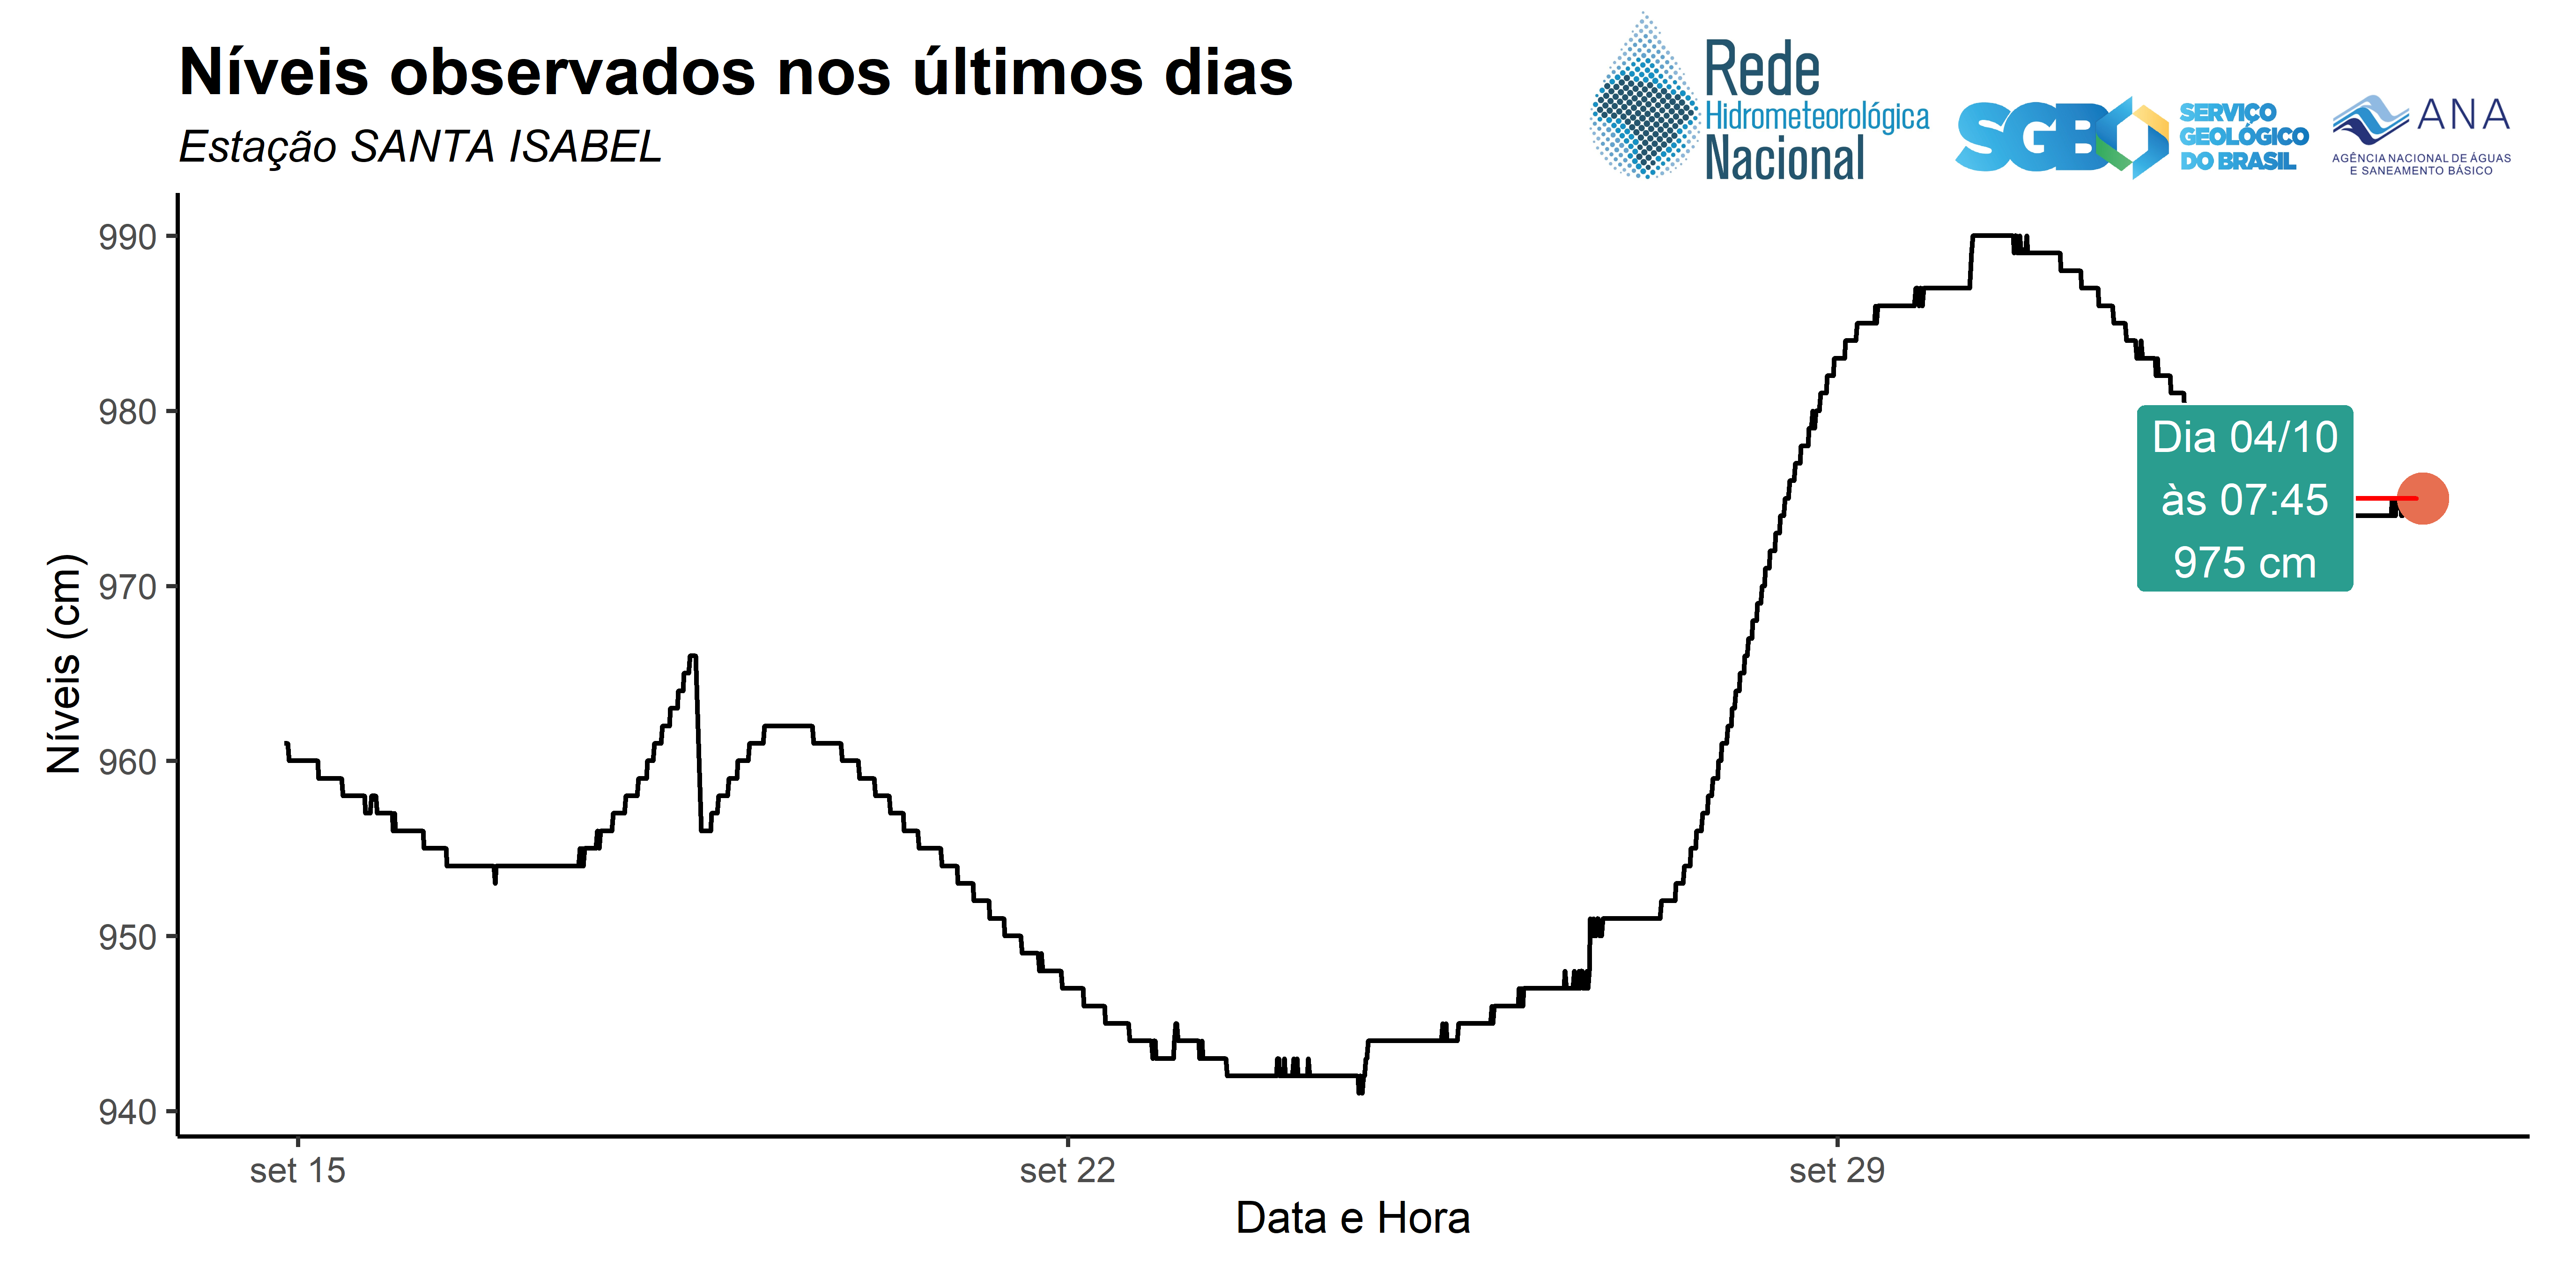 Níveis observados nos últimos dias
Estação SANTA ISABEL
Rede
Hidrometeorológica
Nacional
SGB
SERVIÇO
GEOLÓGICO
DO BRASIL
ANA
AGÊNCIA NACIONAL DE ÁGUAS
E SANEAMENTO BÁSICO
Níveis (cm)
990
980
970
960
950
940
Dia 04/10
às 07:45
975 cm
set 15
set 22
set 29
Data e Hora